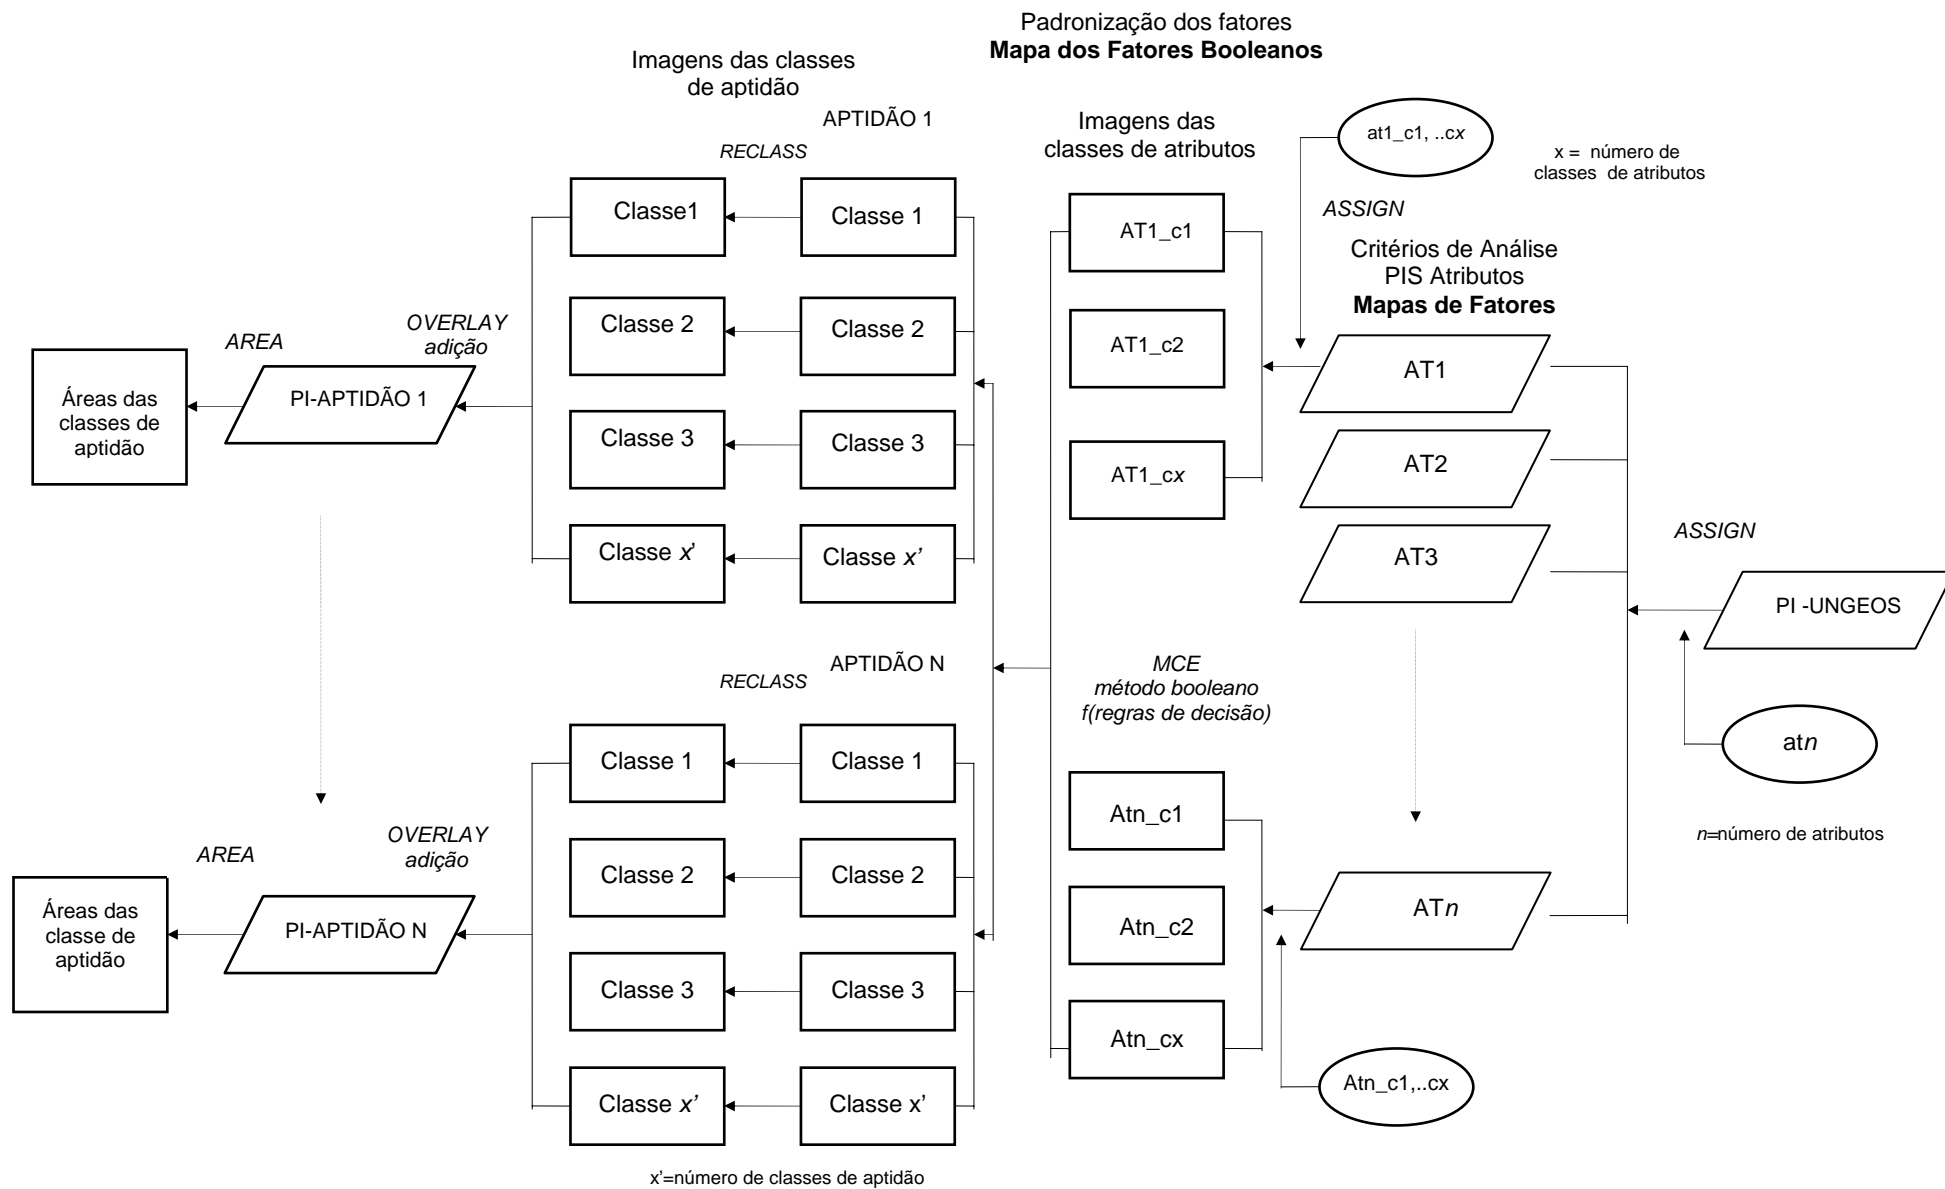 Padronização dos fatores
Mapa dos Fatores Booleanos
Imagens das classes
de aptidão
APTIDÃO 1
RECLASS
Imagens das
classes de atributos
at1_c1, ..cx
x = número de
classes de atributos
ASSIGN
Critérios de Análise
PIS Atributos
Mapas de Fatores
Classe1
Classe 1
AT1_c1
Classe 2
Classe 2
AT1_c2
AT1
OVERLAY
adição
AREA
Áreas das
classes de
aptidão
PI-APTIDÃO 1
Classe 3
Classe 3
AT1_cx
AT2
Classe x'
Classe x'
AT3
ASSIGN
PI -UNGEOS
APTIDÃO N
RECLASS
MCE
método booleano
f(regras de decisão)
atn
n=número de atributos
Classe 1
Classe 1
Atn_c1
OVERLAY
adição
AREA
Classe 2
Classe 2
Atn_c2
ATn
Áreas das
classe de
aptidão
PI-APTIDÃO N
Classe 3
Classe 3
Atn_cx
Classe x'
Classe x'
Atn_c1,..cx
x'=número de classes de aptidão